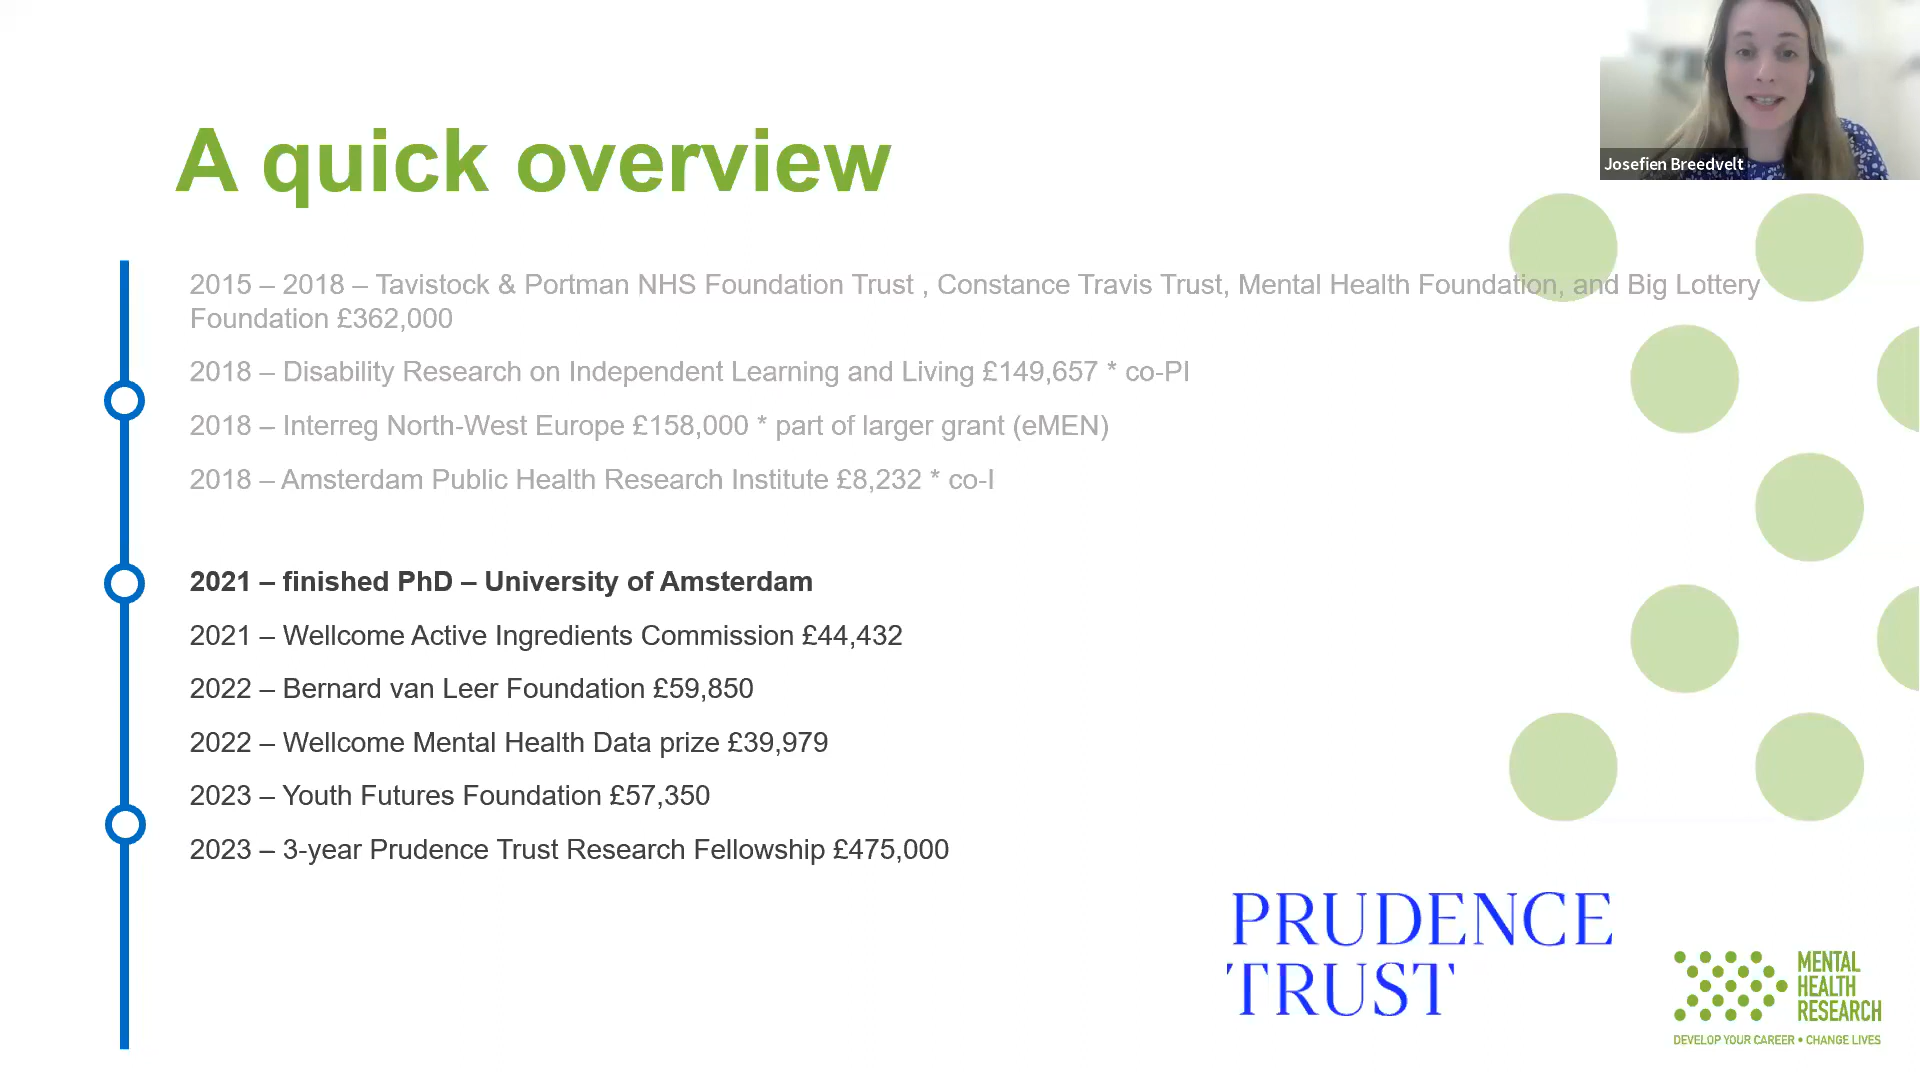 Josefien Breedvelt
A quick overview
2015 – 2018 – Tavistock & Portman NHS Foundation Trust , Constance Travis Trust, Mental Health Foundation, and Big Lottery
Foundation £362,000
2018 – Disability Research on Independent Learning and Living £149,657 * co-PI
2018 – Interreg North-West Europe £158,000 * part of larger grant (eMEN)
2018 – Amsterdam Public Health Research Institute £8,232 * co-I
2021 – finished PhD – University of Amsterdam
2021 – Wellcome Active Ingredients Commission £44,432
2022 – Bernard van Leer Foundation £59,850
2022 – Wellcome Mental Health Data prize £39,979
2023 – Youth Futures Foundation £57,350
2023 – 3-year Prudence Trust Research Fellowship £475,000
PRUDENCE
TRUST
MENTAL
HEALTH
RESEARCH
DEVELOP YOUR CAREER • CHANGE LIVES